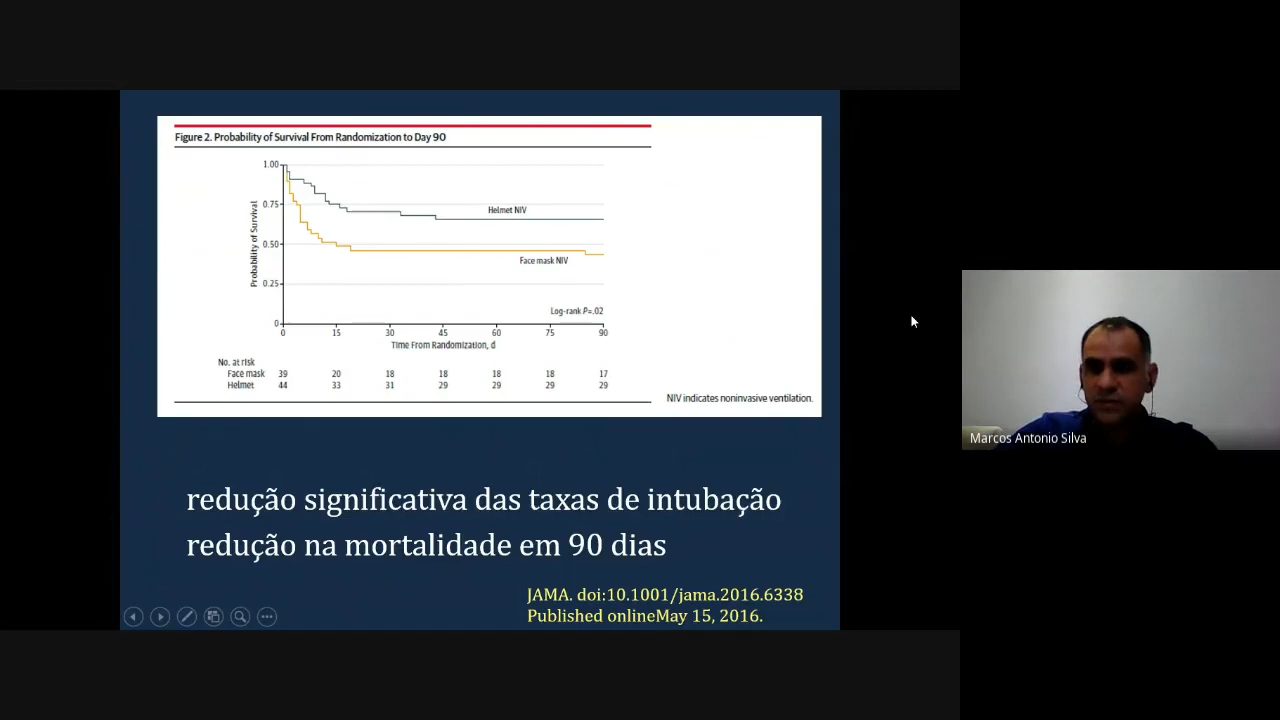 Figure 2. Probability of Survival From Randomization to Day 90
1.00
0.75
0.50
0.25
0
Probability of Survival
Helmet NIV
Face mask NIV
Log-rank P=.02
0 15 30 45 60 75 90
Time From Randomization, d
No. at risk
Face mask 39 20 18 18 18 18 17
Helmet 44 33 31 29 29 29 29
NIV indicates noninvasive ventilation.
redução significativa das taxas de intubação
redução na mortalidade em 90 dias
JAMA. doi:10.1001/jama.2016.6338
Published onlineMay 15, 2016.
Marcos Antonio Silva